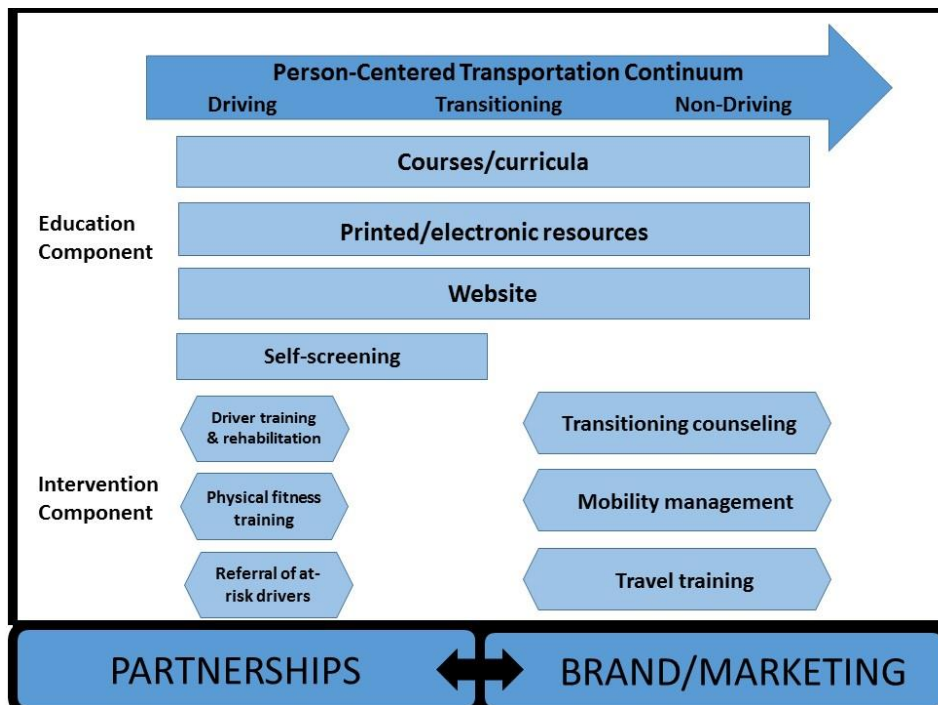 Person-Centered Transportation Continuum
Driving Transitioning Non-Driving
Courses/curricula
Education
Component
Printed/electronic resources
Website
Self-screening
Intervention
Component
Driver training
& rehabilitation
Physical fitness
training
Referral of at-
risk drivers
Transitioning counseling
Mobility management
Travel training
PARTNERSHIPS
BRAND/MARKETING